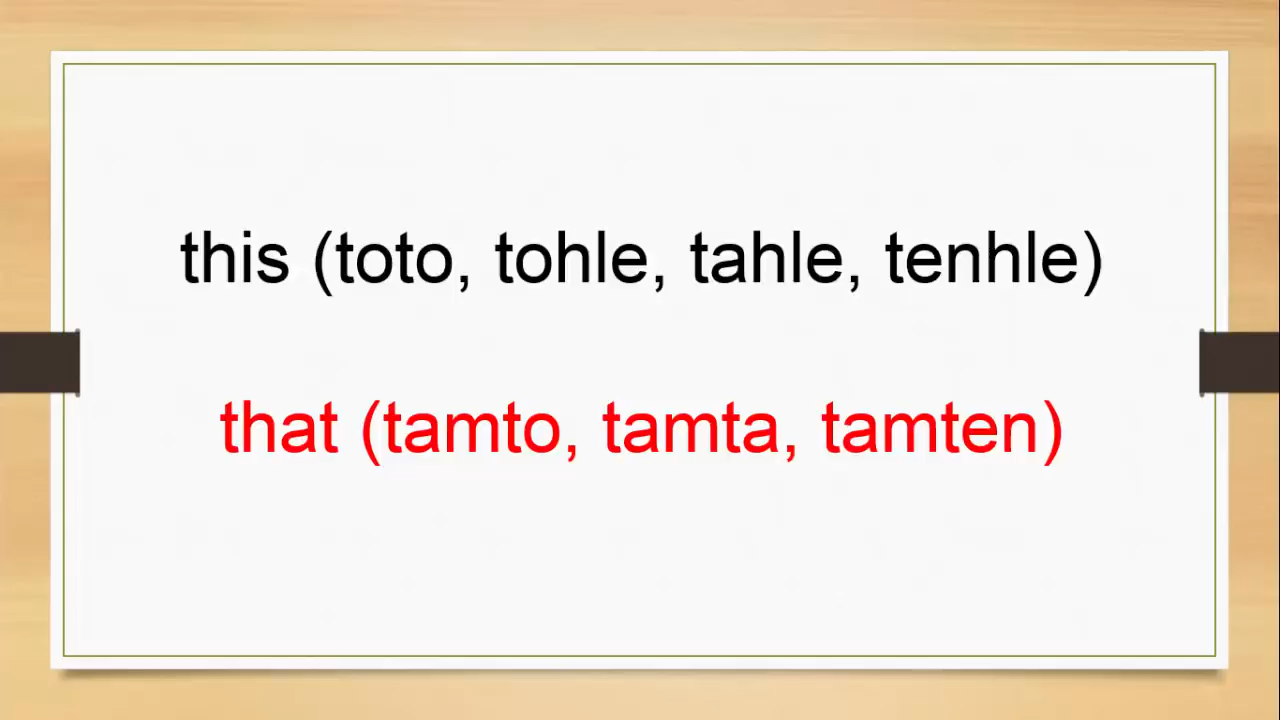 this (toto, tohle, tahle, tenhle)
that (tamto, tamta, tamten)